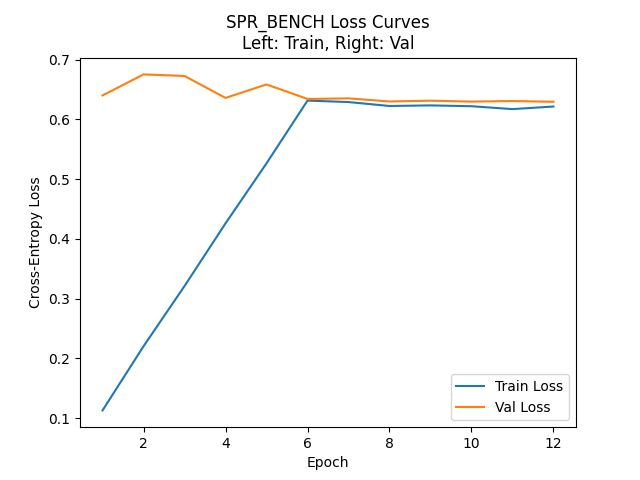 SPR_BENCH Loss Curves
Left: Train, Right: Val
0.7
0.6
0.5
0.4
0.3
0.2
0.1
Cross-Entropy Loss
2
4
6
8
10
12
Epoch
Train Loss
Val Loss